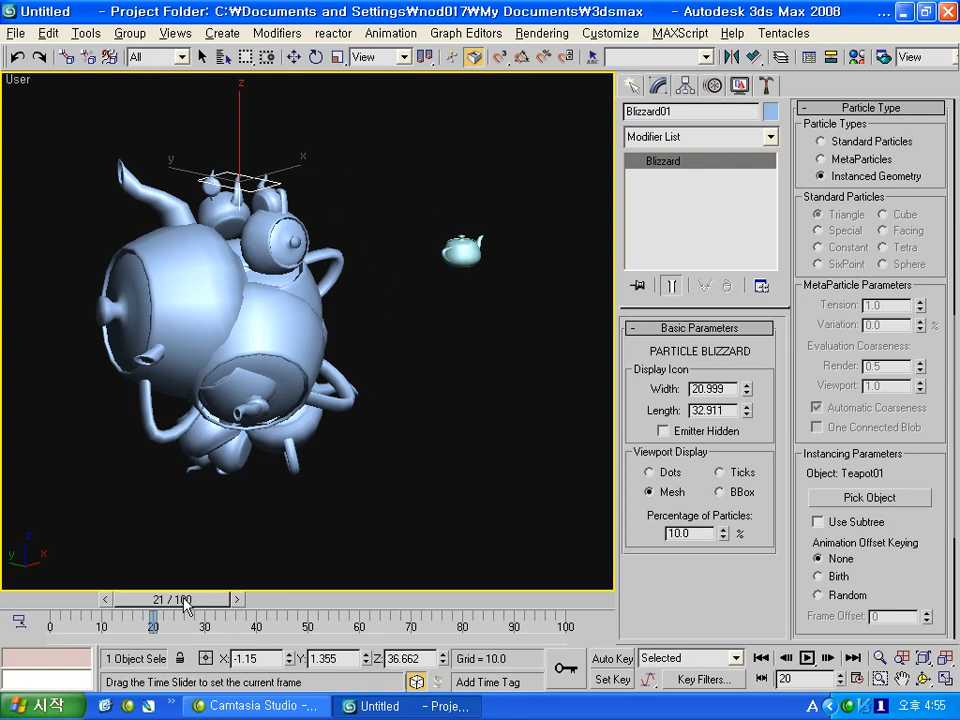 Untitled - Project Folder: C:₩Documents and Settings₩nod017₩My Documents₩3dsmax - Autodesk 3ds Max 2008 ...
File Edit Tools Group Views Create Modifiers reactor Animation Graph Editors Rendering Customize MAXScript Help Tentacles
All View View
User
z
y x
Blizzard01
Modifier List
Blizzard
- Basic Parameters
PARTICLE BLIZZARD
Display Icon
Width: 20.999
Length: 32.911
Emitter Hidden
Viewport Display
Dots Ticks
Mesh BBox
Percentage of Particles:
10.0 %
- Particle Type
Particle Types
Standard Particles
MetaParticles
Instanced Geometry
Standard Particles
Triangle Cube
Special Facing
Constant Tetra
SixPoint Sphere
MetaParticle Parameters
Tension: 1.0
Variation: 0.0 %
Evaluation Coarseness:
Render: 0.5
Viewport: 1.0
Automatic Coarseness
One Connected Blob
Instancing Parameters
Object: Teapot01
Pick Object
Use Subtree
Animation Offset Keying
None
Birth
Random
Frame Offset: 0
z
y x
< 21 / 100 >
0 10 20 30 40 50 60 70 80 90 100
1 Object Sele X: -1.15 Y: 1.355 Z: 36.662 Grid = 10.0 Auto Key Selected
Drag the Time Slider to set the current frame Add Time Tag Set Key Key Filters... 20
시작 » Camtasia Studio -... Untitled - Proje... A 오후 4:55